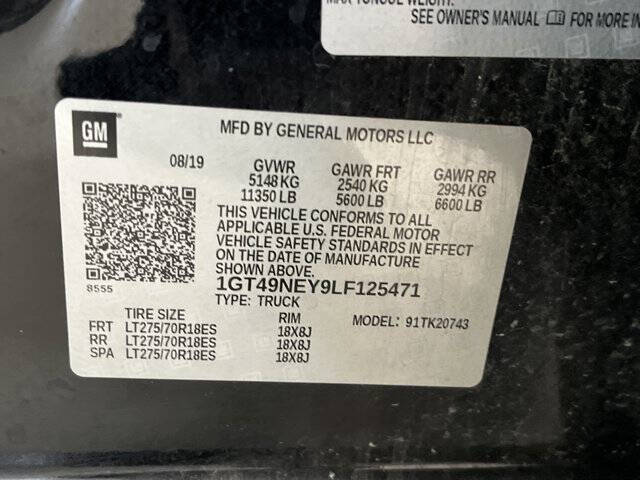 MAX TONGUE WEIGHT:
SEE OWNER'S MANUAL FOR MORE IN
GM
MFD BY GENERAL MOTORS LLC
08/19 GVWR GAWR FRT GAWR RR
5148 KG 2540 KG 2994 KG
11350 LB 5600 LB 6600 LB
THIS VEHICLE CONFORMS TO ALL
APPLICABLE U.S. FEDERAL MOTOR
VEHICLE SAFETY STANDARDS IN EFFECT
ON THE DATE OF MANUFACTURE
SHOWN ABOVE.
8555
1GT49NEY9LF125471
TYPE: TRUCK
TIRE SIZE RIM MODEL: 91TK20743
FRT LT275/70R18ES 18X8J
RR LT275/70R18ES 18X8J
SPA LT275/70R18ES 18X8J